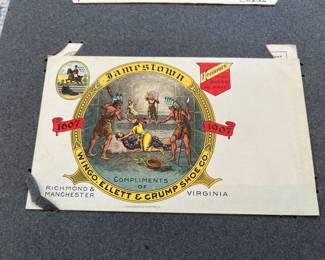 Jamestown
1607
1907
WINGO, ELLETT & CRUMP SHOE CO.
COMPLIMENTS
OF
RICHMOND &
MANCHESTER
VIRGINIA